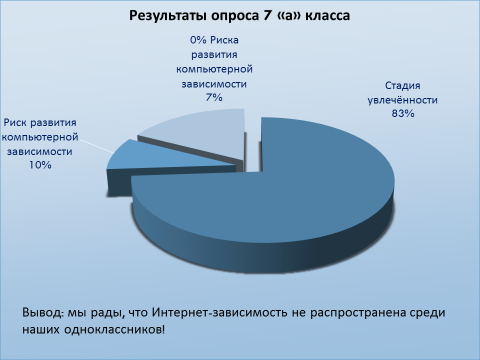 Результаты опроса 7 «а» класса
0% Риска
развития
компьютерной
зависимости
7%
Стадия
увлечённости
83%
Риск развития
компьютерной
зависимости
10%
Вывод: мы рады, что Интернет-зависимость не распространена среди
наших одноклассников!